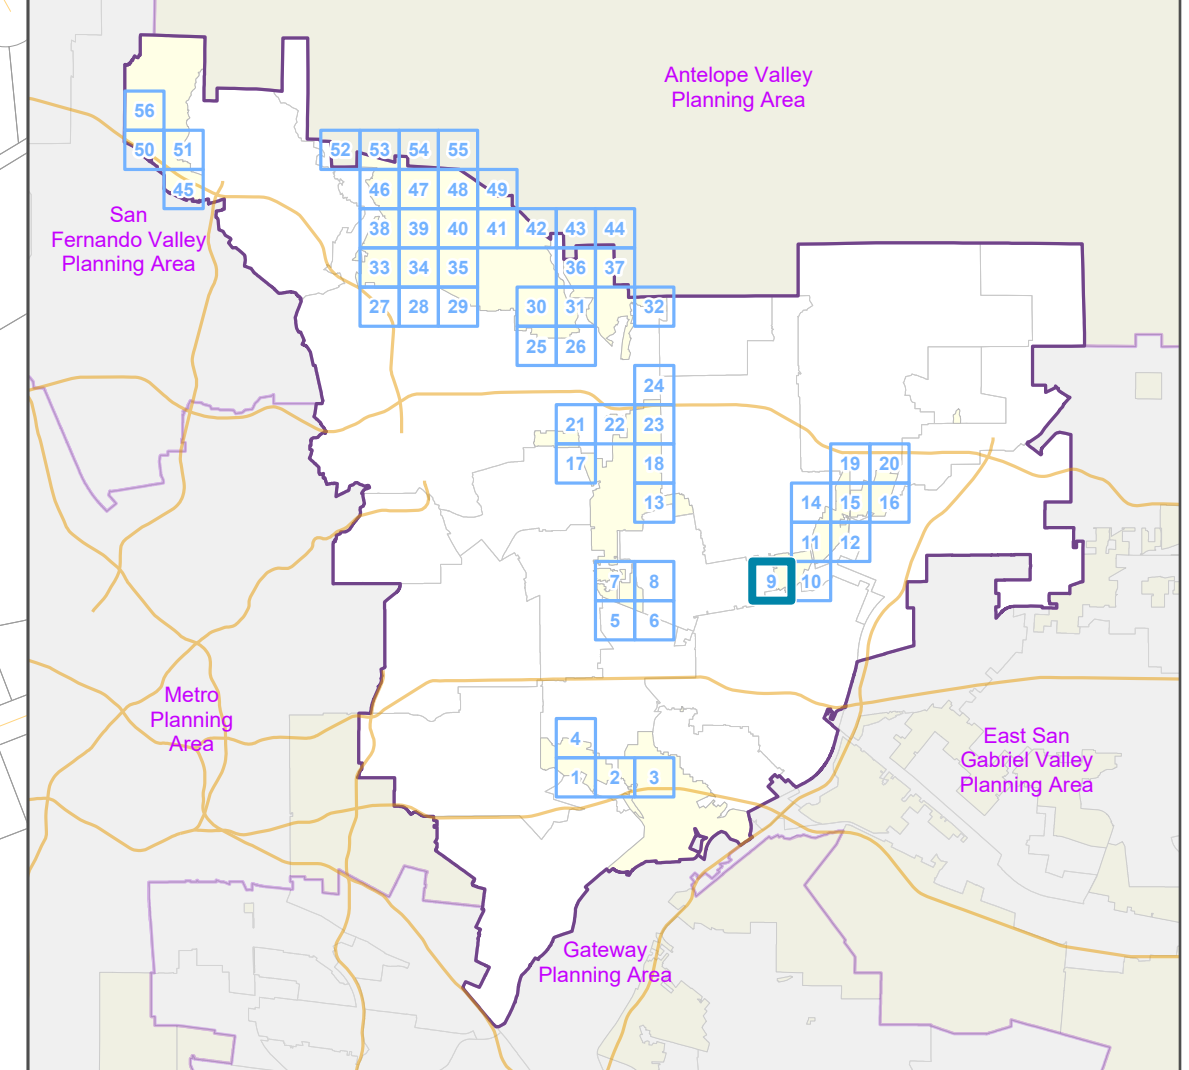 Antelope Valley
Planning Area
56
50 51
52 53 54 55
45
46 47 48 49
San
Fernando Valley
Planning Area
38 39 40 41 42 43 44
33 34 35
36 37
27 28 29
30 31
32
25 26
24
21 22 23
17
18
19 20
13
14 15 16
11 12
7 8
9 10
5 6
Metro
Planning
Area
4
East San
Gabriel Valley
Planning Area
1 2 3
Gateway
Planning Area